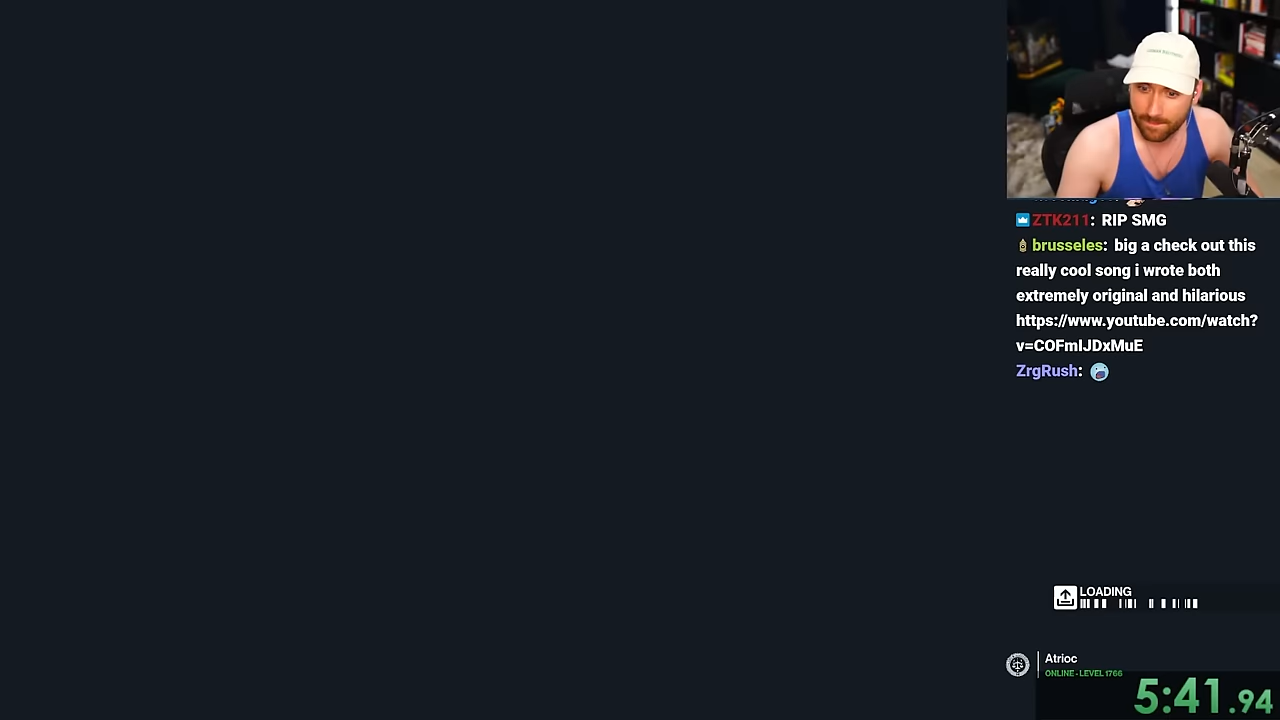 ZTK211: RIP SMG
brusseles: big a check out this
really cool song i wrote both
extremely original and hilarious
https://www.youtube.com/watch?
v=COFmIJDxMuE
ZrgRush:
LOADING
Atrioc
ONLINE - LEVEL 1766
5:41.94